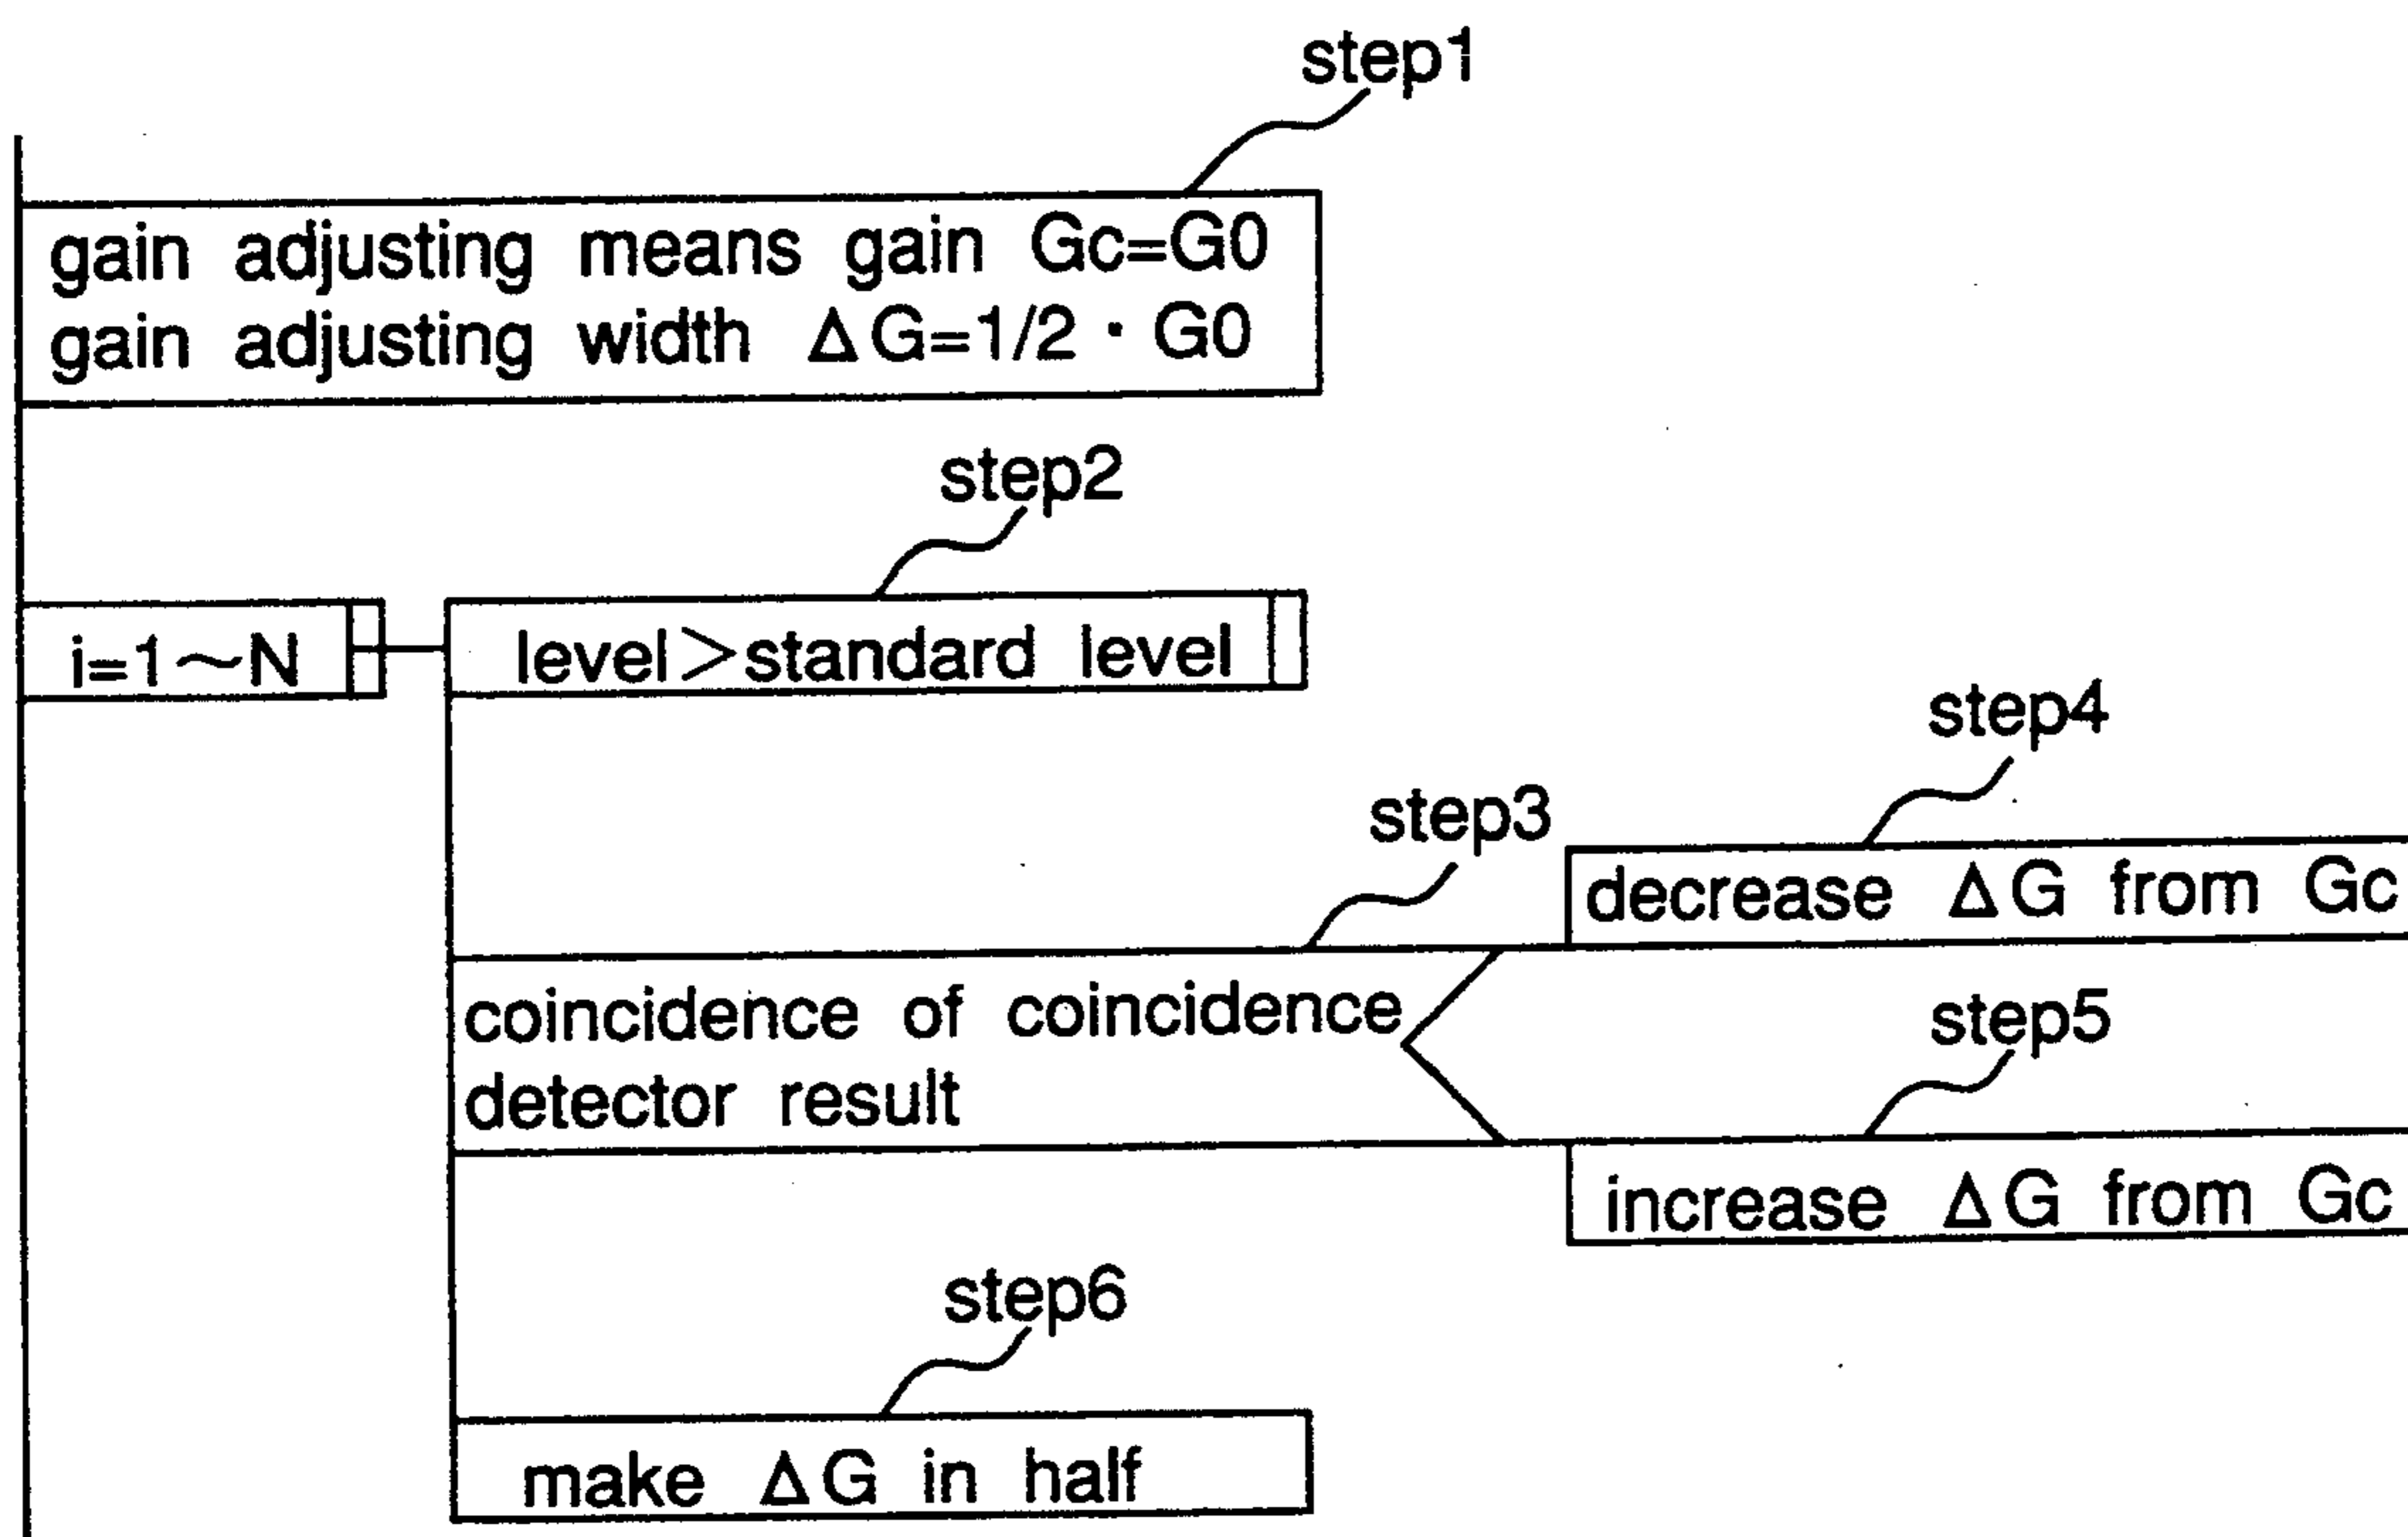 step1
gain adjusting means gain Gc=G0
gain adjusting width ΔG=1/2・G0
step2
i=1～N
level>standard level
step4
step3
decrease ΔG from Gc
coincidence of coincidence
detector result
step5
increase ΔG from Gc
step6
make ΔG in half